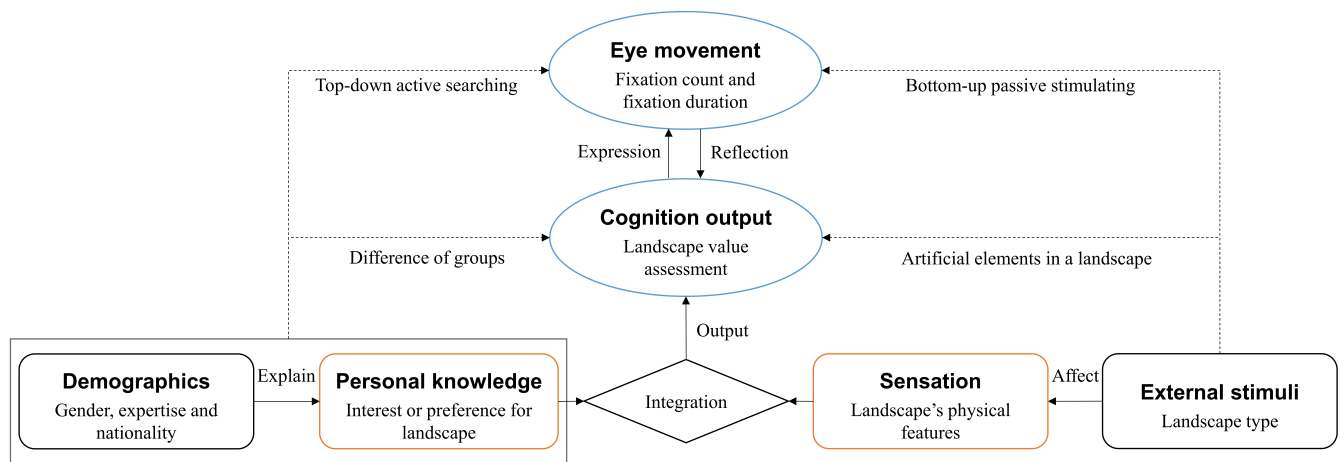 Eye movement
Fixation count and
fixation duration
Top-down active searching
Bottom-up passive stimulating
Expression
Reflection
Cognition output
Landscape value
assessment
Difference of groups
Artificial elements in a landscape
Output
Demographics
Gender, expertise and
nationality
Explain
Personal knowledge
Interest or preference for
landscape
Integration
Sensation
Landscape’s physical
features
Affect
External stimuli
Landscape type